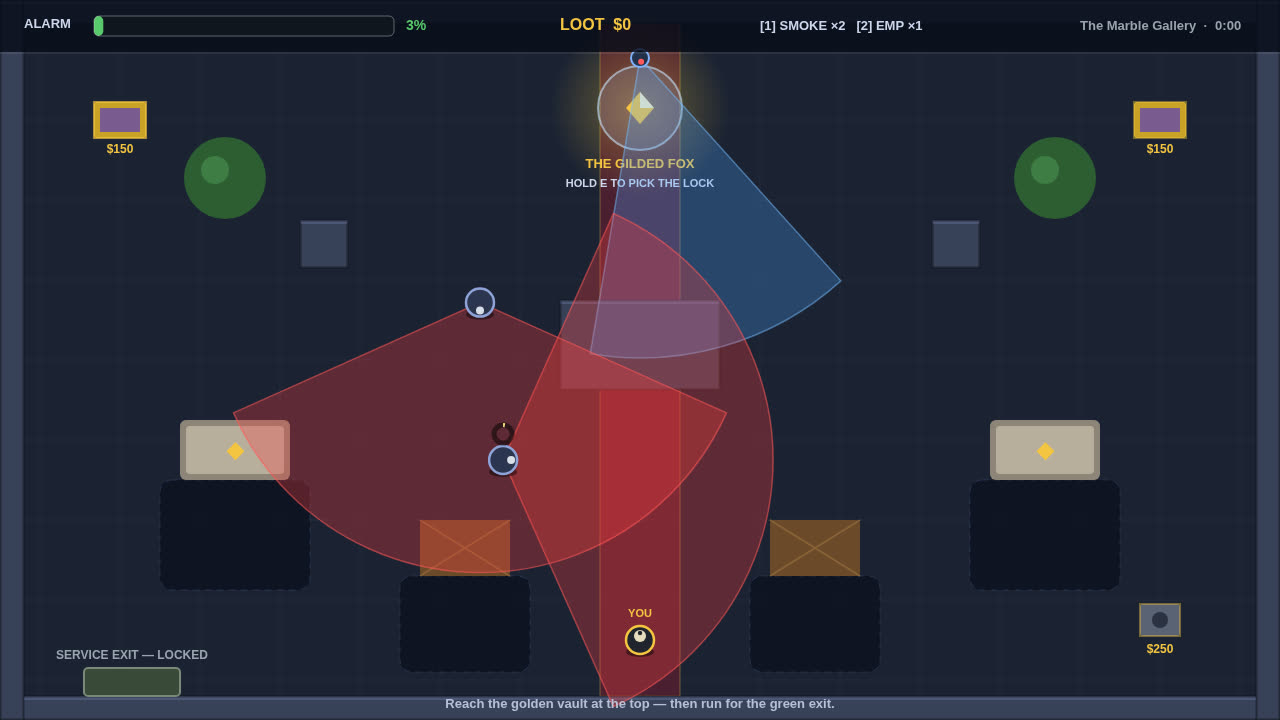 ALARM
3%
LOOT $0
[1] SMOKE ×2 [2] EMP ×1
The Marble Gallery · 0:00
$150
$150
THE GILDED FOX
HOLD E TO PICK THE LOCK
YOU
$250
SERVICE EXIT — LOCKED
Reach the golden vault at the top — then run for the green exit.